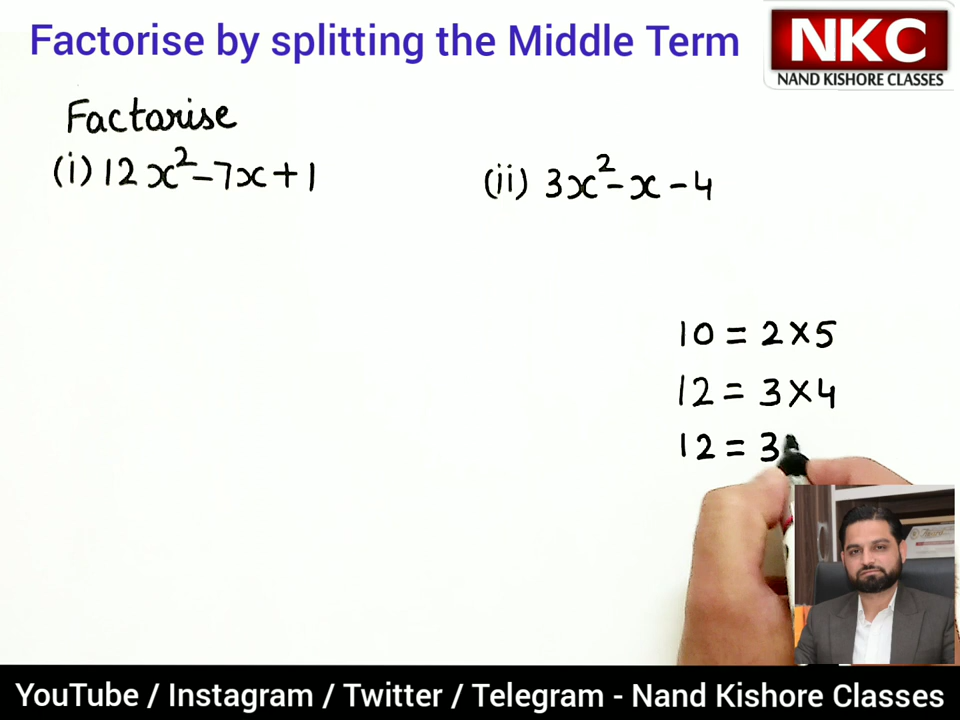 Factorise by splitting the Middle Term
NKC
NAND KISHORE CLASSES
Factorise
(i) 12x²-7x+1
(ii) 3x²-x-4
10 = 2×5
12 = 3×4
12 = 3
YouTube / Instagram / Twitter / Telegram - Nand Kishore Classes